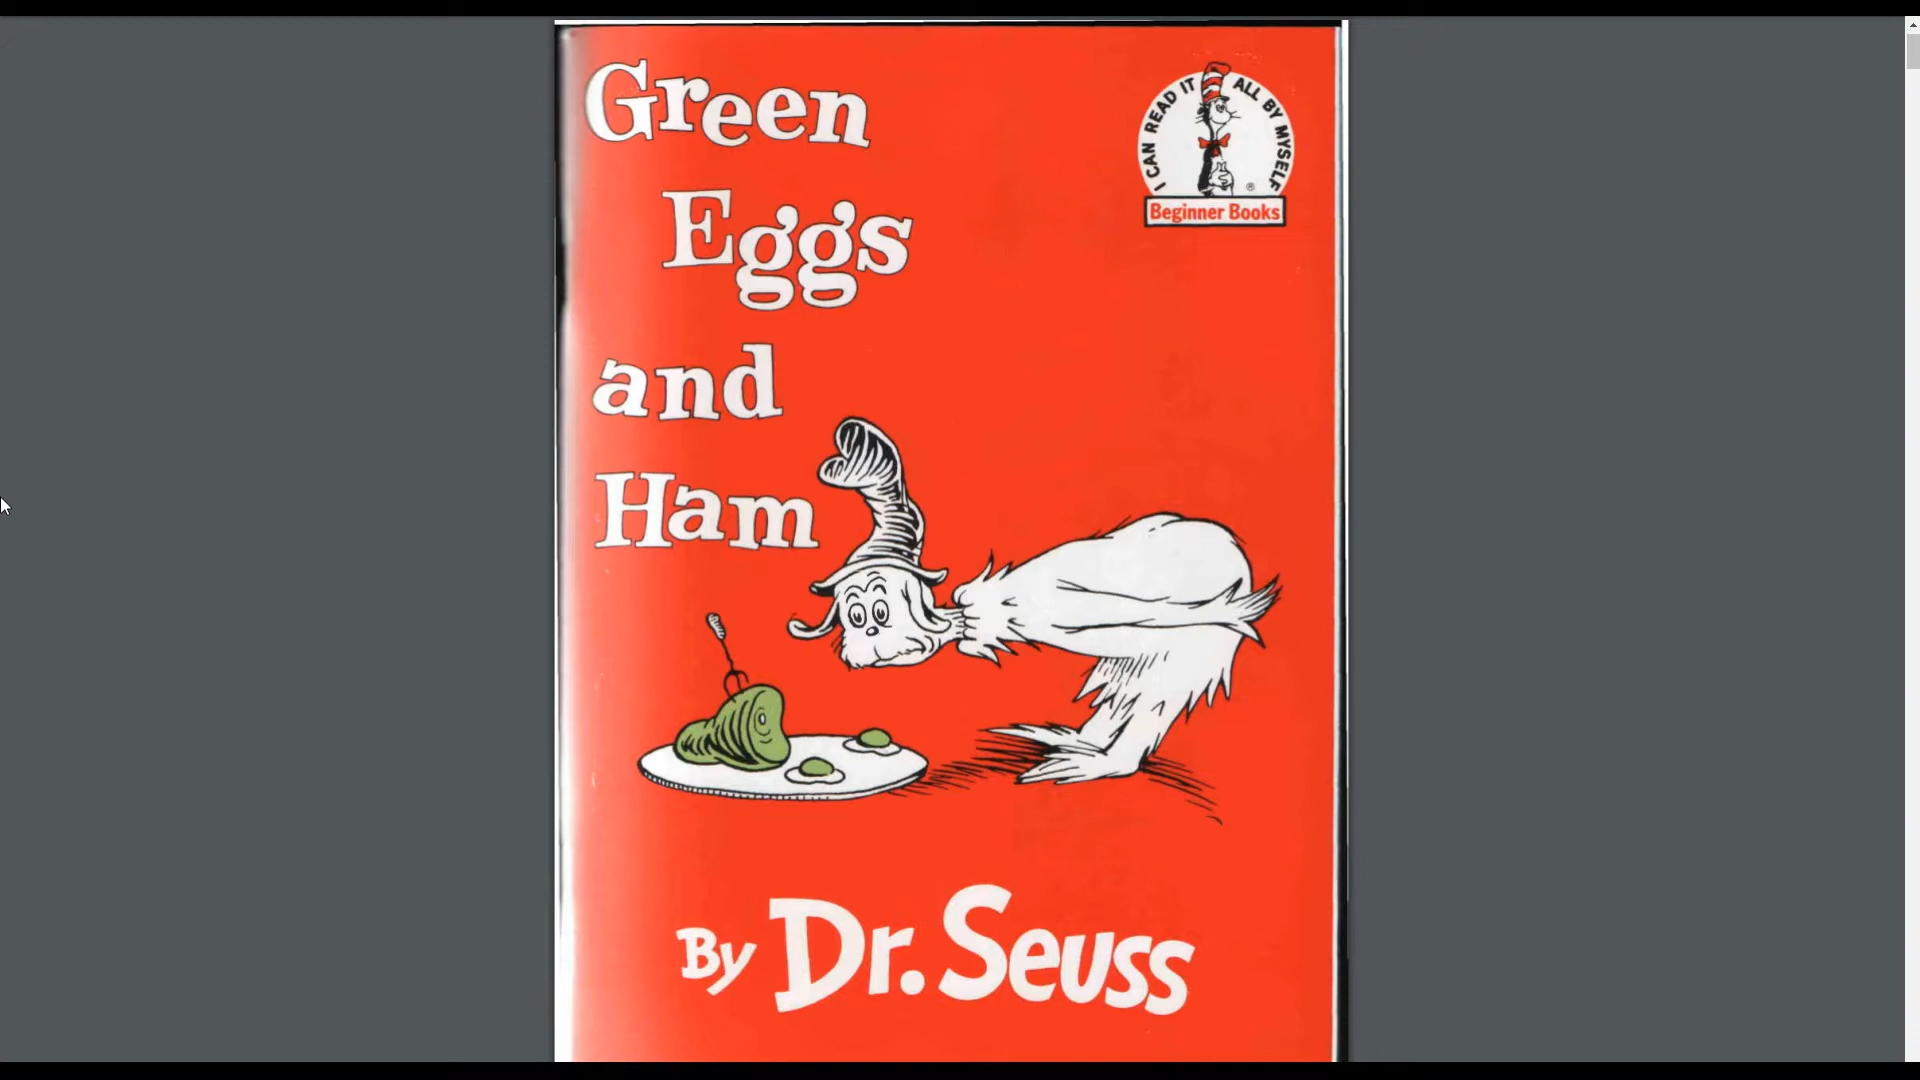 Green
Eggs
and
Ham
I CAN READ IT ALL BY MYSELF
®
Beginner Books
By Dr. Seuss